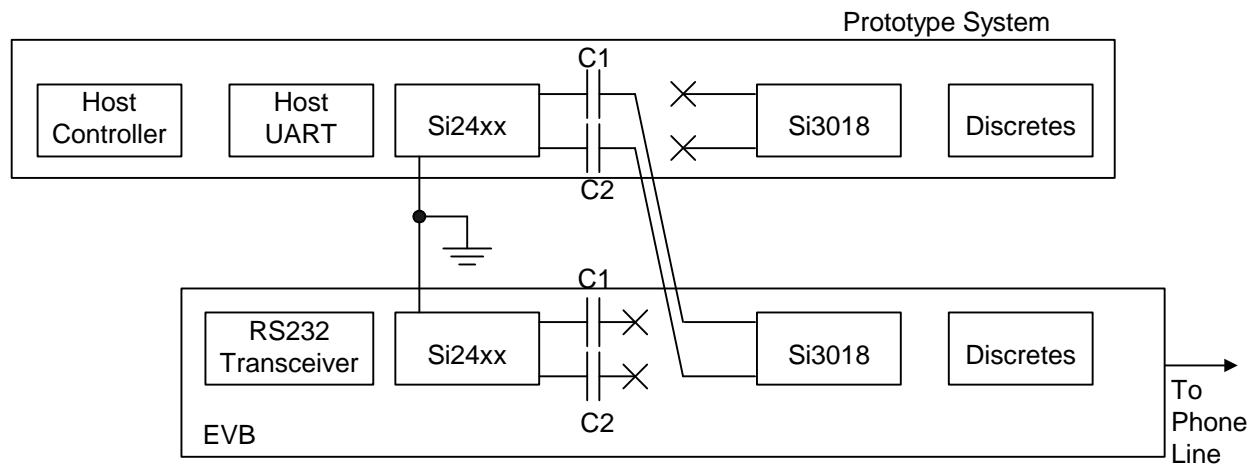 Prototype System
C1
Host
Controller
Host
UART
Si24xx
Si3018
Discretes
C2
C1
RS232
Transceiver
Si24xx
Si3018
Discretes
C2
EVB
To
Phone
Line